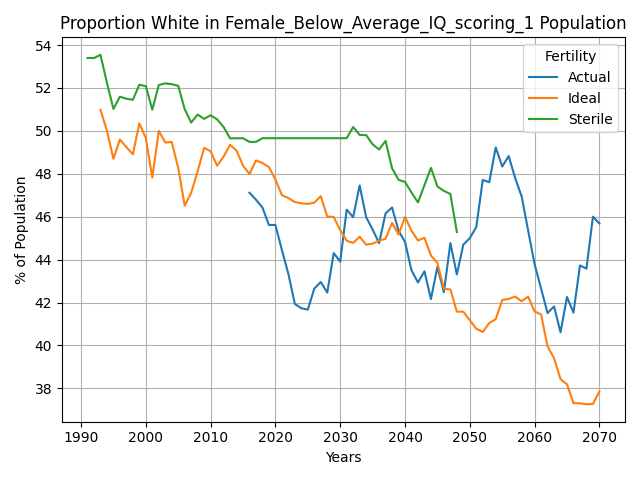 Proportion White in Female_Below_Average_IQ_scoring_1 Population
Fertility
Actual
Ideal
Sterile
% of Population
54
52
50
48
46
44
42
40
38
1990
2000
2010
2020
2030
2040
2050
2060
2070
Years